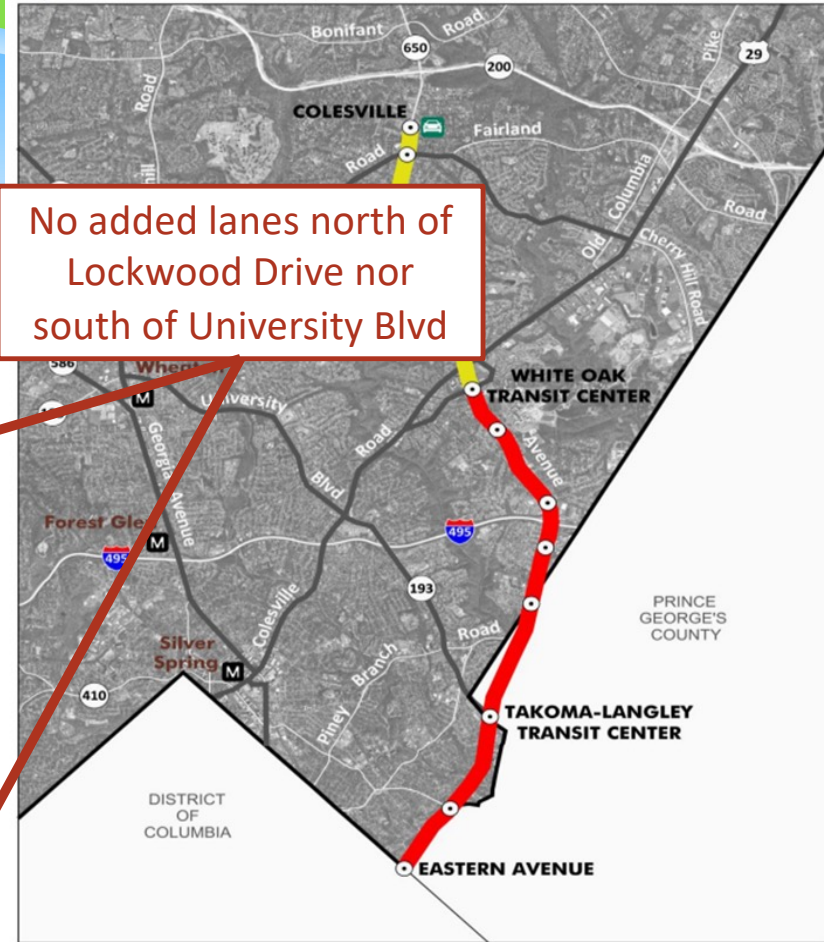 Bonifant Road
650
200
Pike
29
Road
COLESVILLE
Fairland
Road
Columbia
Old
Road
Cherry Hill Road
No added lanes north of
Lockwood Drive nor
south of University Blvd
586
Wheaton
M
University
Blvd
Road
WHITE OAK
TRANSIT CENTER
Avenue
Georgia
Avenue
Forest Glen
M
495
495
193
PRINCE
GEORGE'S
COUNTY
Colesville
Silver
Spring
M
410
Piney Branch Road
TAKOMA-LANGLEY
TRANSIT CENTER
DISTRICT
OF
COLUMBIA
EASTERN AVENUE